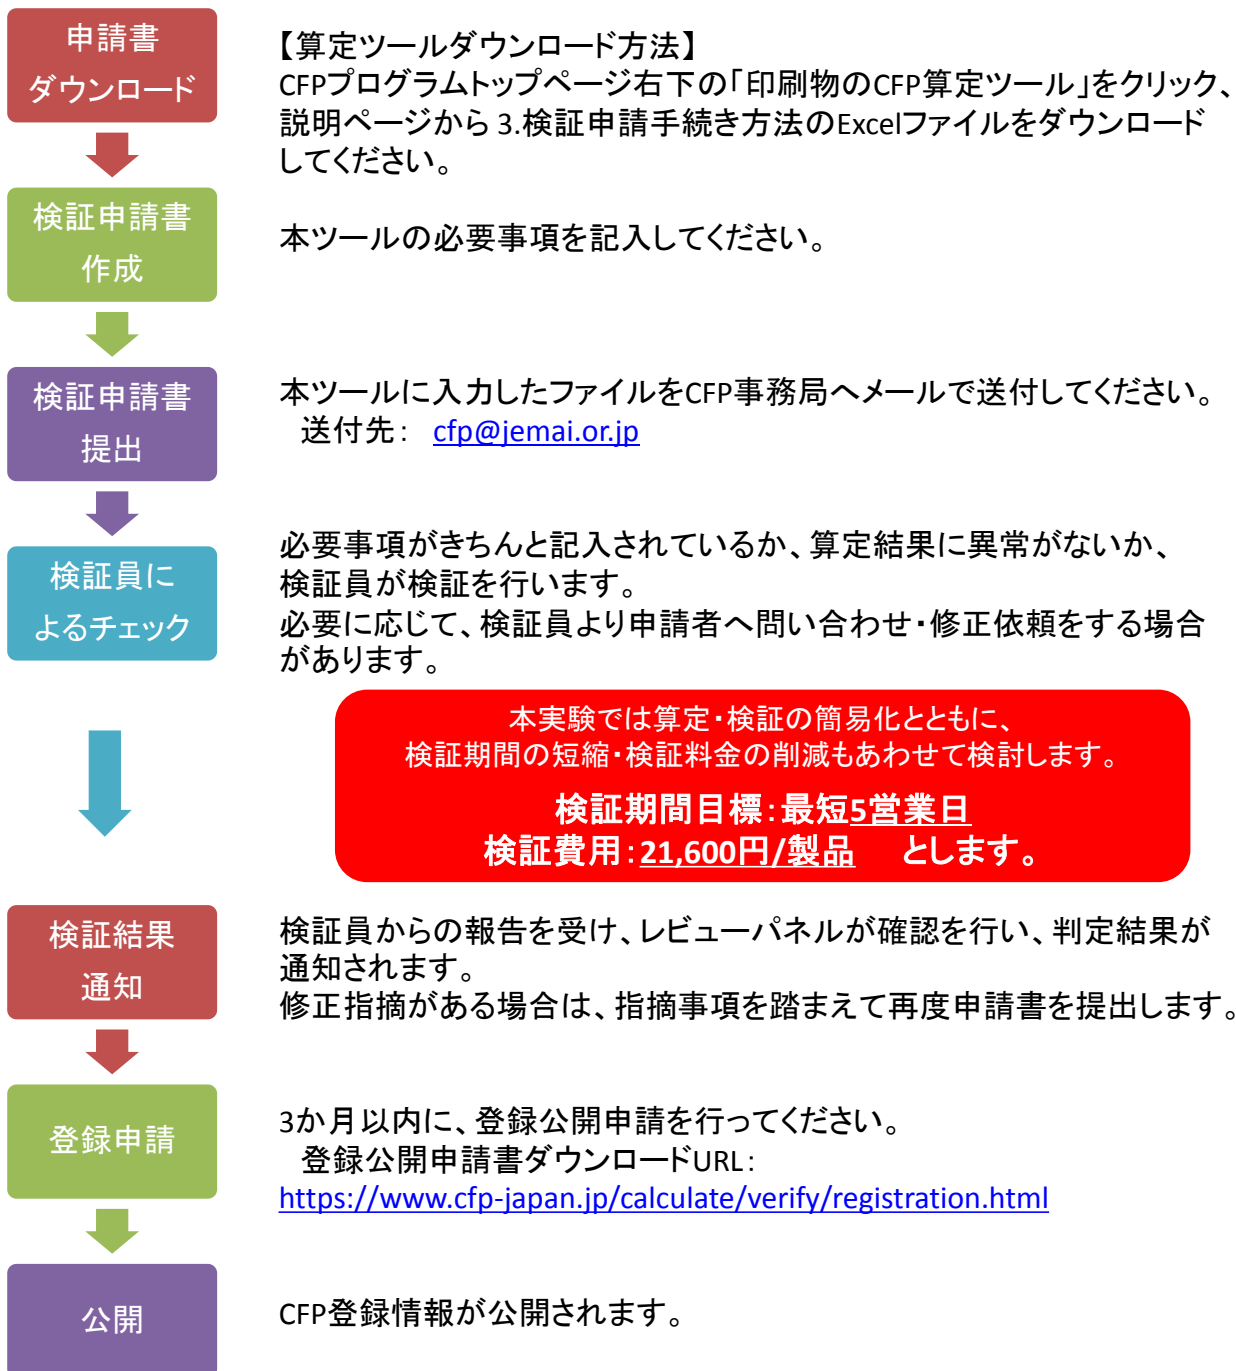 申請書
ダウンロード
【算定ツールダウンロード方法】
CFPプログラムトップページ右下の「印刷物のCFP算定ツール」をクリック、
説明ページから 3.検証申請手続き方法のExcelファイルをダウンロード
してください。
検証申請書
作成
本ツールの必要事項を記入してください。
検証申請書
提出
本ツールに入力したファイルをCFP事務局へメールで送付してください。
送付先： cfp@jemai.or.jp
検証員に
よるチェック
必要事項がきちんと記入されているか、算定結果に異常がないか、
検証員が検証を行います。
必要に応じて、検証員より申請者へ問い合わせ・修正依頼をする場合
があります。
本実験では算定・検証の簡易化とともに、
検証期間の短縮・検証料金の削減もあわせて検討します。
検証期間目標：最短5営業日
検証費用：21,600円/製品 とします。
検証結果
通知
検証員からの報告を受け、レビューパネルが確認を行い、判定結果が
通知されます。
修正指摘がある場合は、指摘事項を踏まえて再度申請書を提出します。
登録申請
3か月以内に、登録公開申請を行ってください。
登録公開申請書ダウンロードURL：
https://www.cfp-japan.jp/calculate/verify/registration.html
公開
CFP登録情報が公開されます。